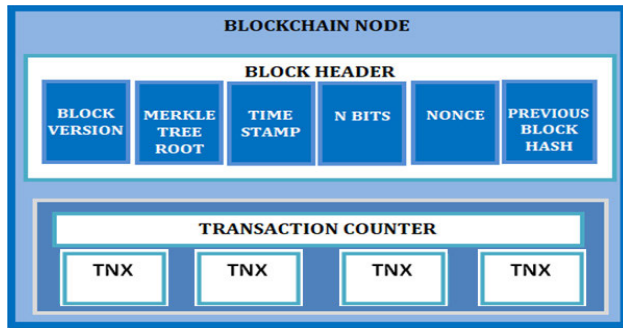 BLOCKCHAIN NODE
BLOCK HEADER
BLOCK
VERSION
MERKLE
TREE
ROOT
TIME
STAMP
N BITS
NONCE
PREVIOUS
BLOCK
HASH
TRANSACTION COUNTER
TNX
TNX
TNX
TNX